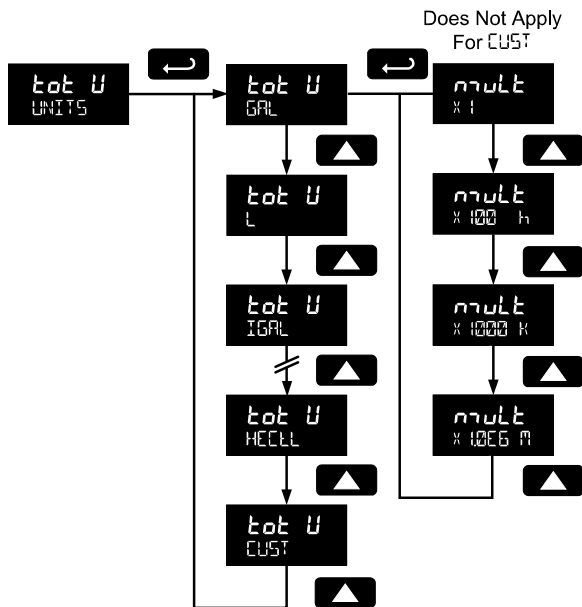 Does Not Apply
For CUST
tot U
UNITS
tot U
GAL
mult
X 1
tot U
L
mult
X 100 h
tot U
IGAL
mult
X 1000 K
tot U
HECtL
mult
X 1.0E6 M
tot U
CUST